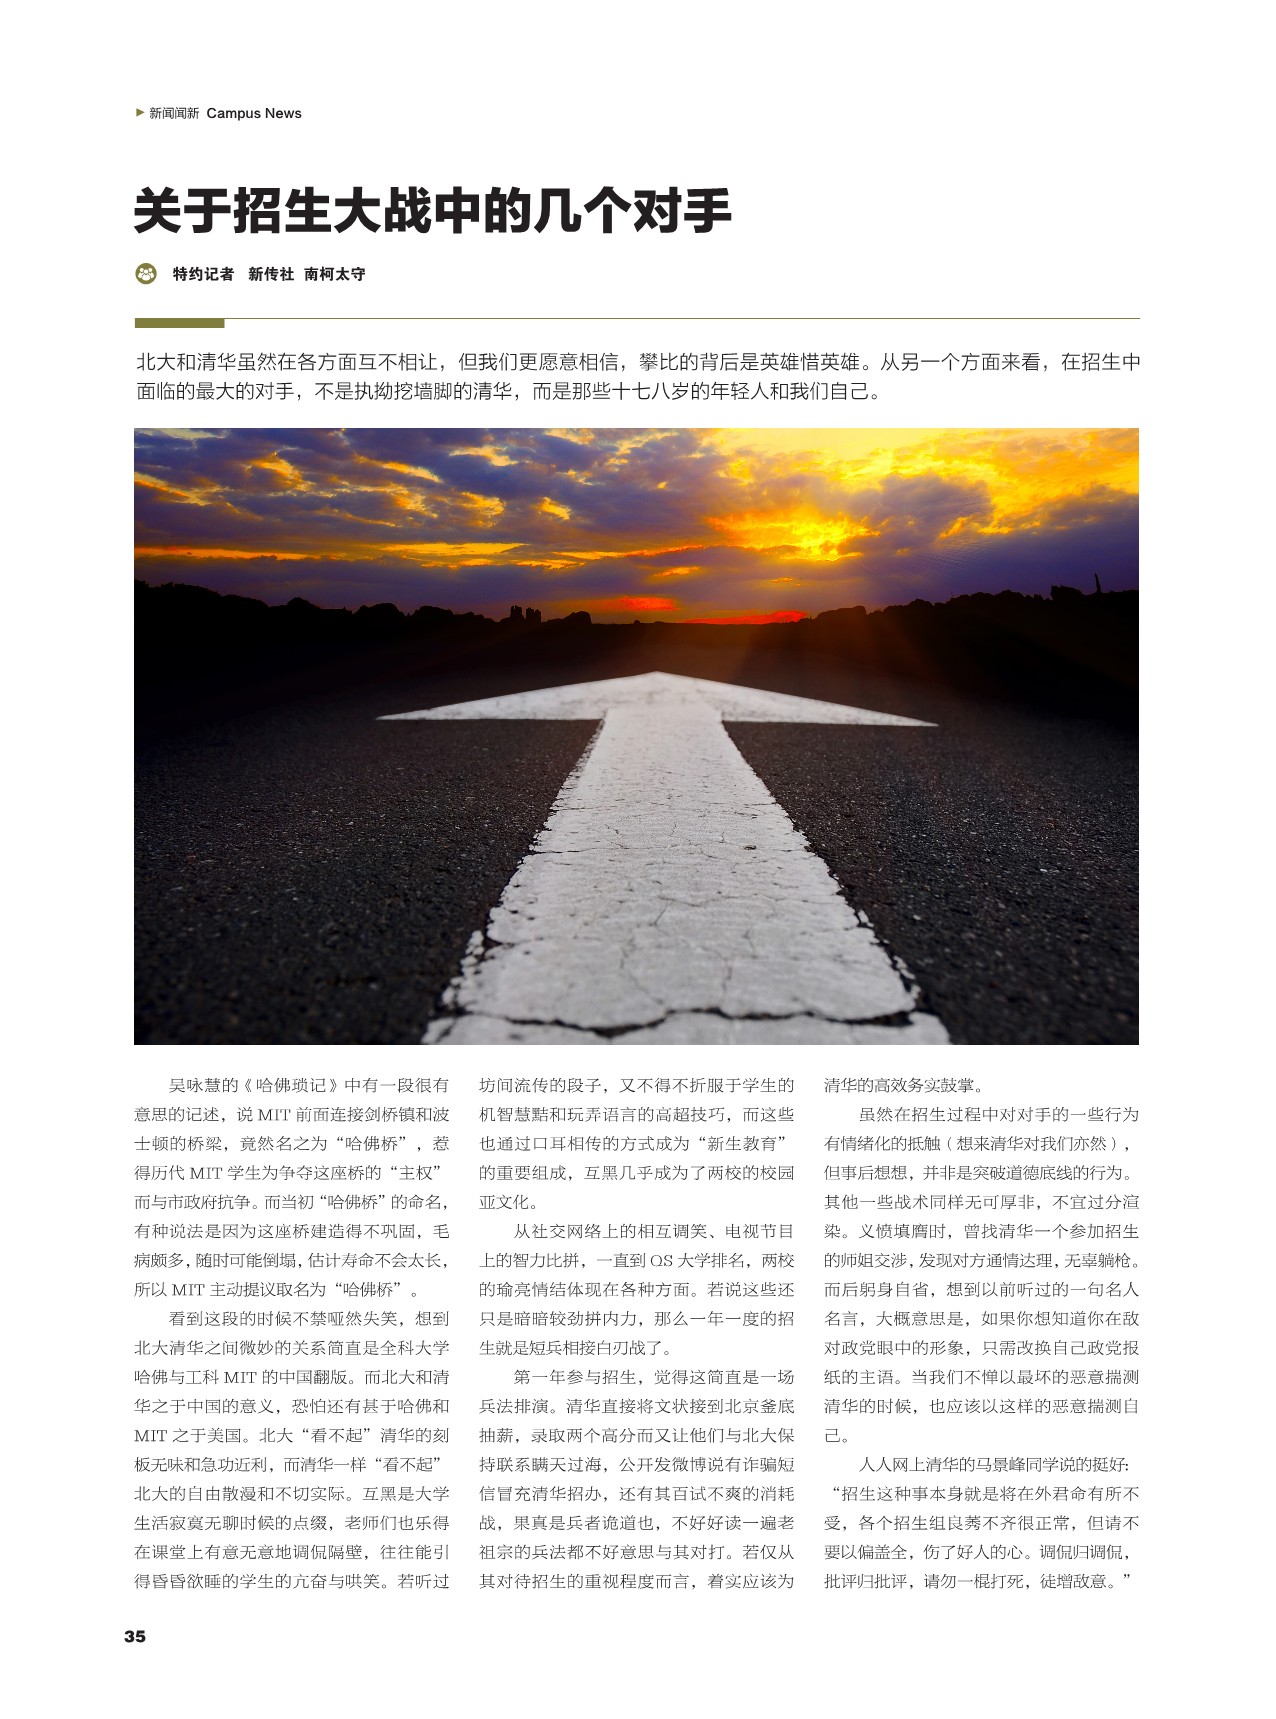 ▶ 新闻闻新 Campus News
关于招生大战中的几个对手
特约记者 新传社 南柯太守
北大和清华虽然在各方面互不相让，但我们更愿意相信，攀比的背后是英雄惜英雄。从另一个方面来看，在招生中
面临的最大的对手，不是执拗挖墙脚的清华，而是那些十七八岁的年轻人和我们自己。
吴咏慧的《哈佛琐记》中有一段很有
意思的记述，说 MIT 前面连接剑桥镇和波
士顿的桥梁，竟然名之为“哈佛桥”，惹
得历代 MIT 学生为争夺这座桥的“主权”
而与市政府抗争。而当初“哈佛桥”的命名，
有种说法是因为这座桥建造得不巩固，毛
病颇多，随时可能倒塌，估计寿命不会太长，
所以 MIT 主动提议取名为“哈佛桥”。
看到这段的时候不禁哑然失笑，想到
北大清华之间微妙的关系简直是全科大学
哈佛与工科 MIT 的中国翻版。而北大和清
华之于中国的意义，恐怕还有甚于哈佛和
MIT 之于美国。北大“看不起”清华的刻
板无味和急功近利，而清华一样“看不起”
北大的自由散漫和不切实际。互黑是大学
生活寂寞无聊时候的点缀，老师们也乐得
在课堂上有意无意地调侃隔壁，往往能引
得昏昏欲睡的学生的亢奋与哄笑。若听过
坊间流传的段子，又不得不折服于学生的
机智慧黠和玩弄语言的高超技巧，而这些
也通过口耳相传的方式成为“新生教育”
的重要组成，互黑几乎成为了两校的校园
亚文化。
从社交网络上的相互调笑、电视节目
上的智力比拼，一直到 QS 大学排名，两校
的瑜亮情结体现在各种方面。若说这些还
只是暗暗较劲拼内力，那么一年一度的招
生就是短兵相接白刃战了。
第一年参与招生，觉得这简直是一场
兵法排演。清华直接将文状接到北京釜底
抽薪，录取两个高分而又让他们与北大保
持联系瞒天过海，公开发微博说有诈骗短
信冒充清华招办，还有其百试不爽的消耗
战，果真是兵者诡道也，不好好读一遍老
祖宗的兵法都不好意思与其对打。若仅从
其对待招生的重视程度而言，着实应该为
清华的高效务实鼓掌。
虽然在招生过程中对对手的一些行为
有情绪化的抵触（想来清华对我们亦然），
但事后想想，并非是突破道德底线的行为。
其他一些战术同样无可厚非，不宜过分渲
染。义愤填膺时，曾找清华一个参加招生
的师姐交涉，发现对方通情达理，无辜躺枪。
而后躬身自省，想到以前听过的一句名人
名言，大概意思是，如果你想知道你在敌
对政党眼中的形象，只需改换自己政党报
纸的主语。当我们不惮以最坏的恶意揣测
清华的时候，也应该以这样的恶意揣测自
己。
人人网上清华的马景峰同学说的挺好：
“招生这种事本身就是将在外君命有所不
受，各个招生组良莠不齐很正常，但请不
要以偏盖全，伤了好人的心。调侃归调侃，
批评归批评，请勿一棍打死，徒增敌意。”
35